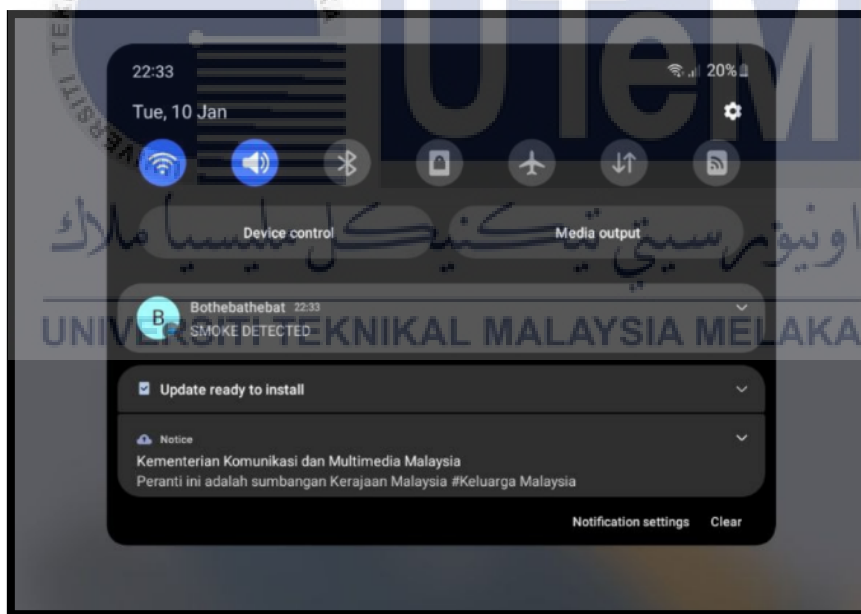 UTeM
UNIVERSITI TEK
22:33
20%
Tue, 10 Jan
Device control
Media output
اونيۏرسيتي تيكنيكل مليسيا ملاك
Bothebathebat 22:33
B
SMOKE DETECTED
UNIVERSITI TEKNIKAL MALAYSIA MELAKA
Update ready to install
Notice
Kementerian Komunikasi dan Multimedia Malaysia
Peranti ini adalah sumbangan Kerajaan Malaysia #Keluarga Malaysia
Notification settings Clear